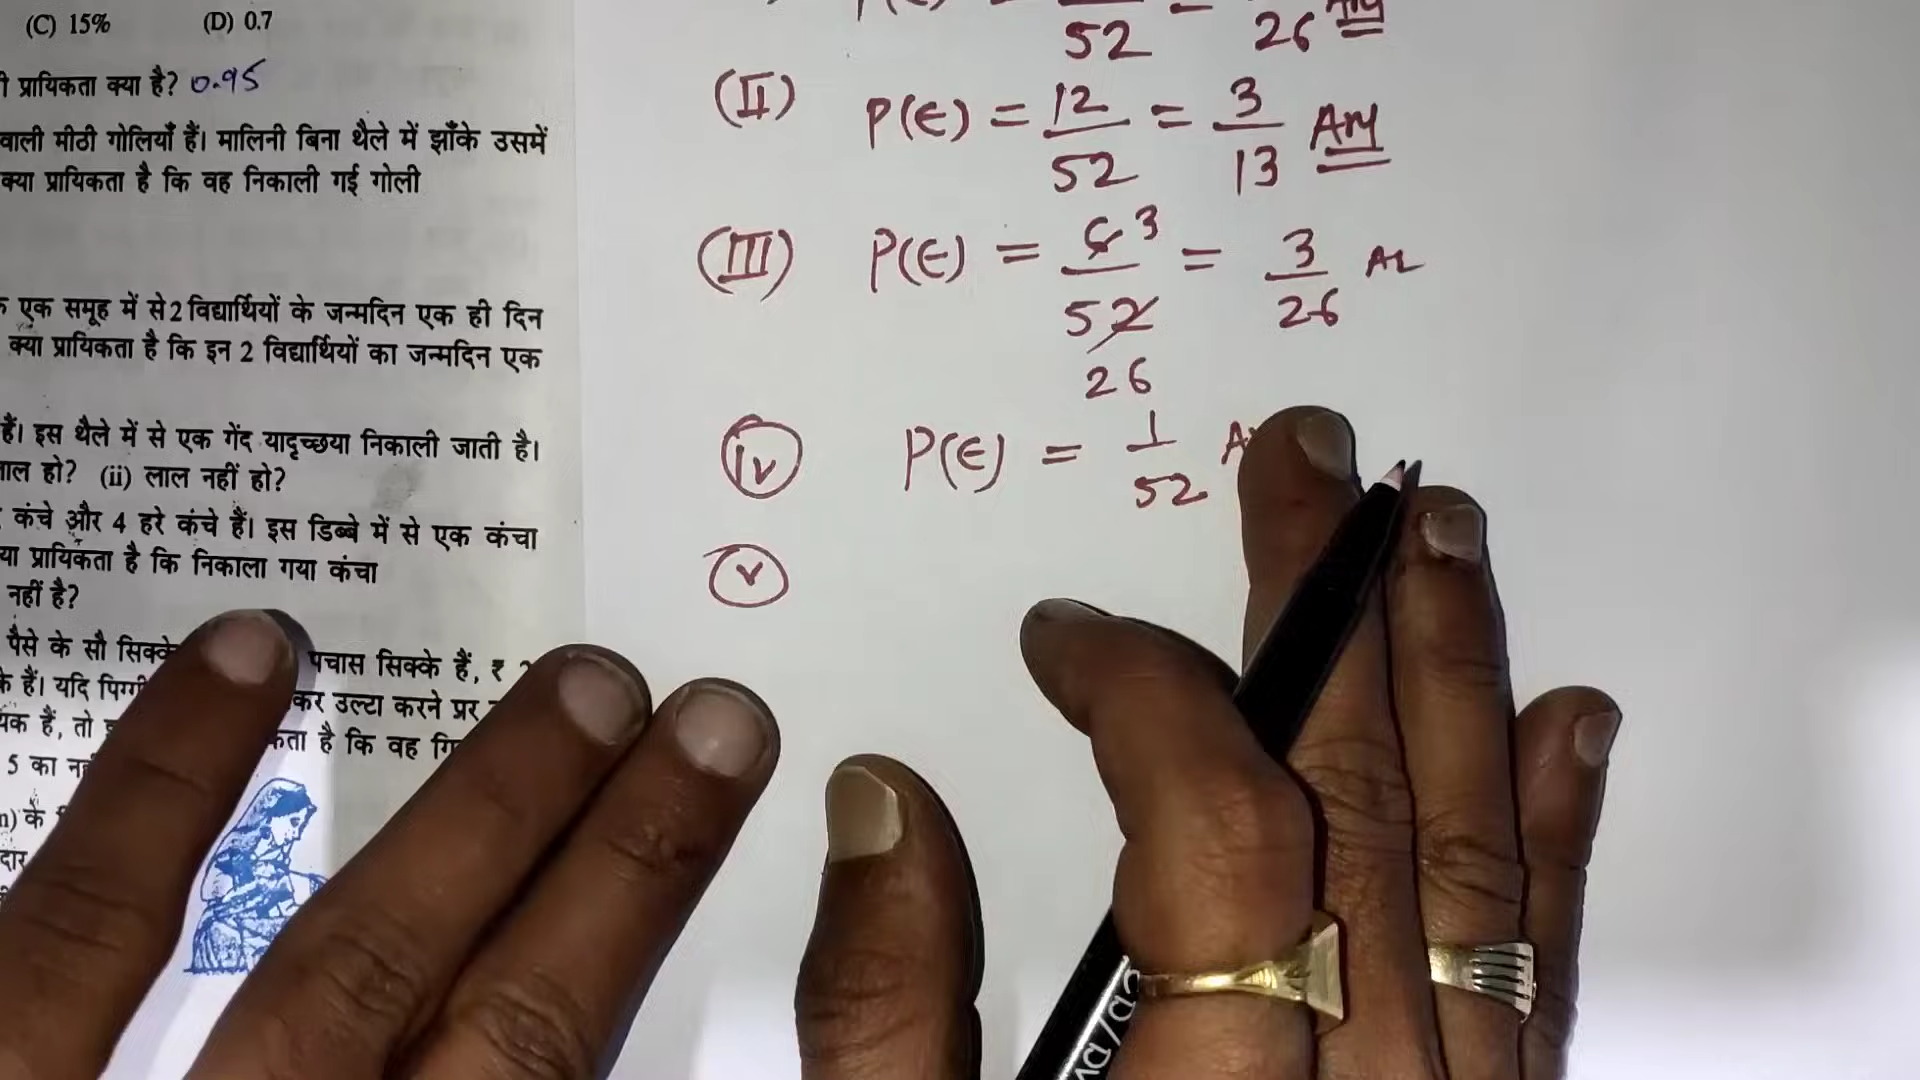 (C) 15% (D) 0.7
प्रायिकता क्या है? 0.95
वाली मीठी गोलियाँ हैं। मालिनी बिना थैले में झाँके उसमें
क्या प्रायिकता है कि वह निकाली गई गोली
एक समूह में से 2 विद्यार्थियों के जन्मदिन एक ही दिन
क्या प्रायिकता है कि इन 2 विद्यार्थियों का जन्मदिन एक
हैं। इस थैले में से एक गेंद यादृच्छया निकाली जाती है।
हो? (ii) लाल नहीं हो?
कंचे और 4 हरे कंचे हैं। इस डिब्बे में से एक कंचा
प्रायिकता है कि निकाला गया कंचा
नहीं है?
पैसे के सौ सिक्के पचास सिक्के हैं, ₹
हैं। यदि कर उल्टा करने पर
हैं, तो है कि वह
5 का
के
52 26 Ans
(II) P(E) = 12/52 = 3/13 Ans
(III) P(E) = 6 3/52 26 = 3/26
(iv) P(E) = 1/52
(v)
CD/DV